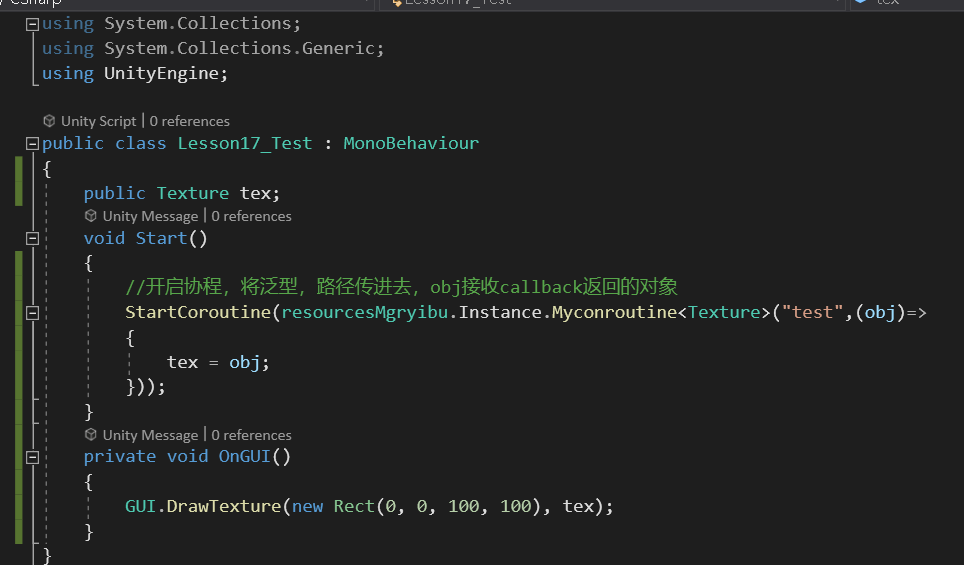 using System.Collections;
using System.Collections.Generic;
using UnityEngine;
Unity Script | 0 references
public class Lesson17_Test : MonoBehaviour
{
public Texture tex;
Unity Message | 0 references
void Start()
{
//开启协程，将泛型，路径传进去，obj接收callback返回的对象
StartCoroutine(resourcesMgryibu.Instance.Myconroutine<Texture>("test",(obj)=>
{
tex = obj;
}));
}
Unity Message | 0 references
private void OnGUI()
{
GUI.DrawTexture(new Rect(0, 0, 100, 100), tex);
}
}